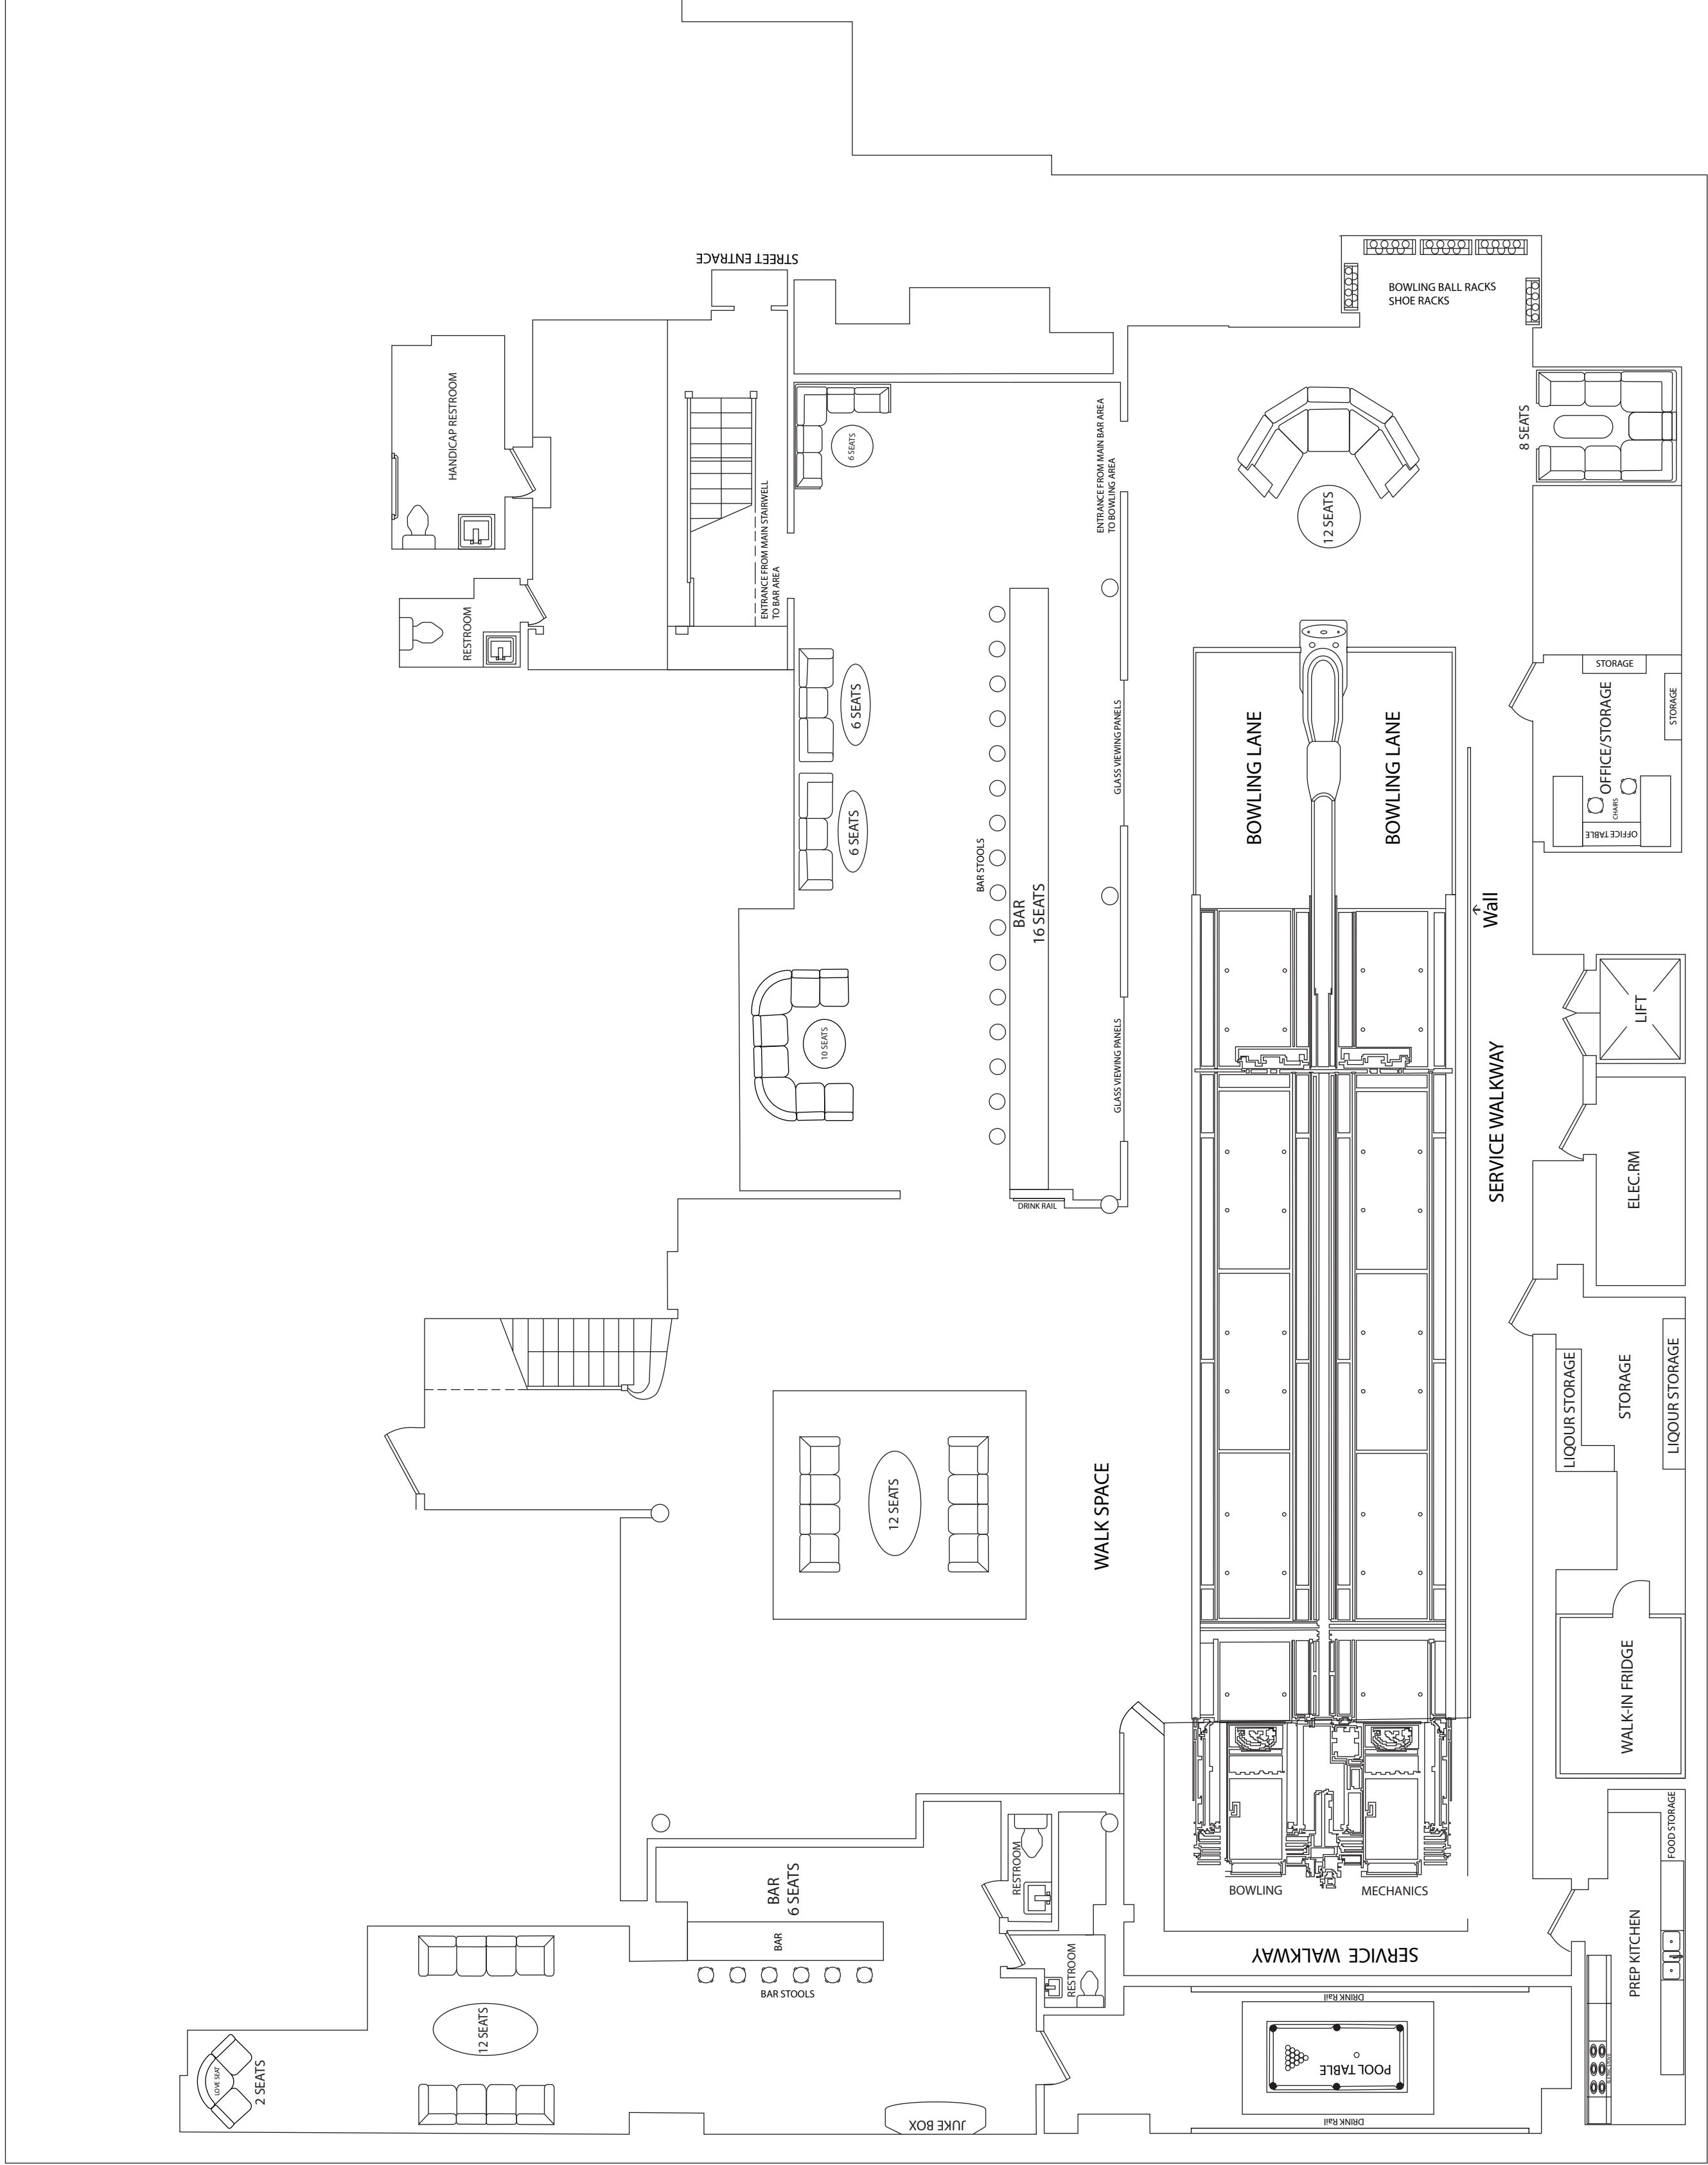 STREET ENTRACE
BOWLING BALL RACKS
SHOE RACKS
HANDICAP RESTROOM
RESTROOM
ENTRANCE FROM MAIN STAIRWELL
TO BAR AREA
6 SEATS
ENTRANCE FROM MAIN BAR AREA
TO BOWLING AREA
12 SEATS
8 SEATS
6 SEATS
6 SEATS
10 SEATS
BAR STOOLS
BAR
16 SEATS
GLASS VIEWING PANELS
GLASS VIEWING PANELS
DRINK RAIL
BOWLING LANE
BOWLING LANE
Wall
STORAGE
STORAGE
OFFICE/STORAGE
CHAIRS
OFFICE TABLE
LIFT
SERVICE WALKWAY
ELEC.RM
LIQOUR STORAGE
STORAGE
LIQOUR STORAGE
12 SEATS
WALK SPACE
WALK-IN FRIDGE
BOWLING
MECHANICS
SERVICE WALKWAY
FOOD STORAGE
PREP KITCHEN
RESTROOM
RESTROOM
BAR
6 SEATS
BAR
BAR STOOLS
12 SEATS
LOVE SEAT
2 SEATS
JUKE BOX
DRINK Rail
POOL TABLE
DRINK Rail